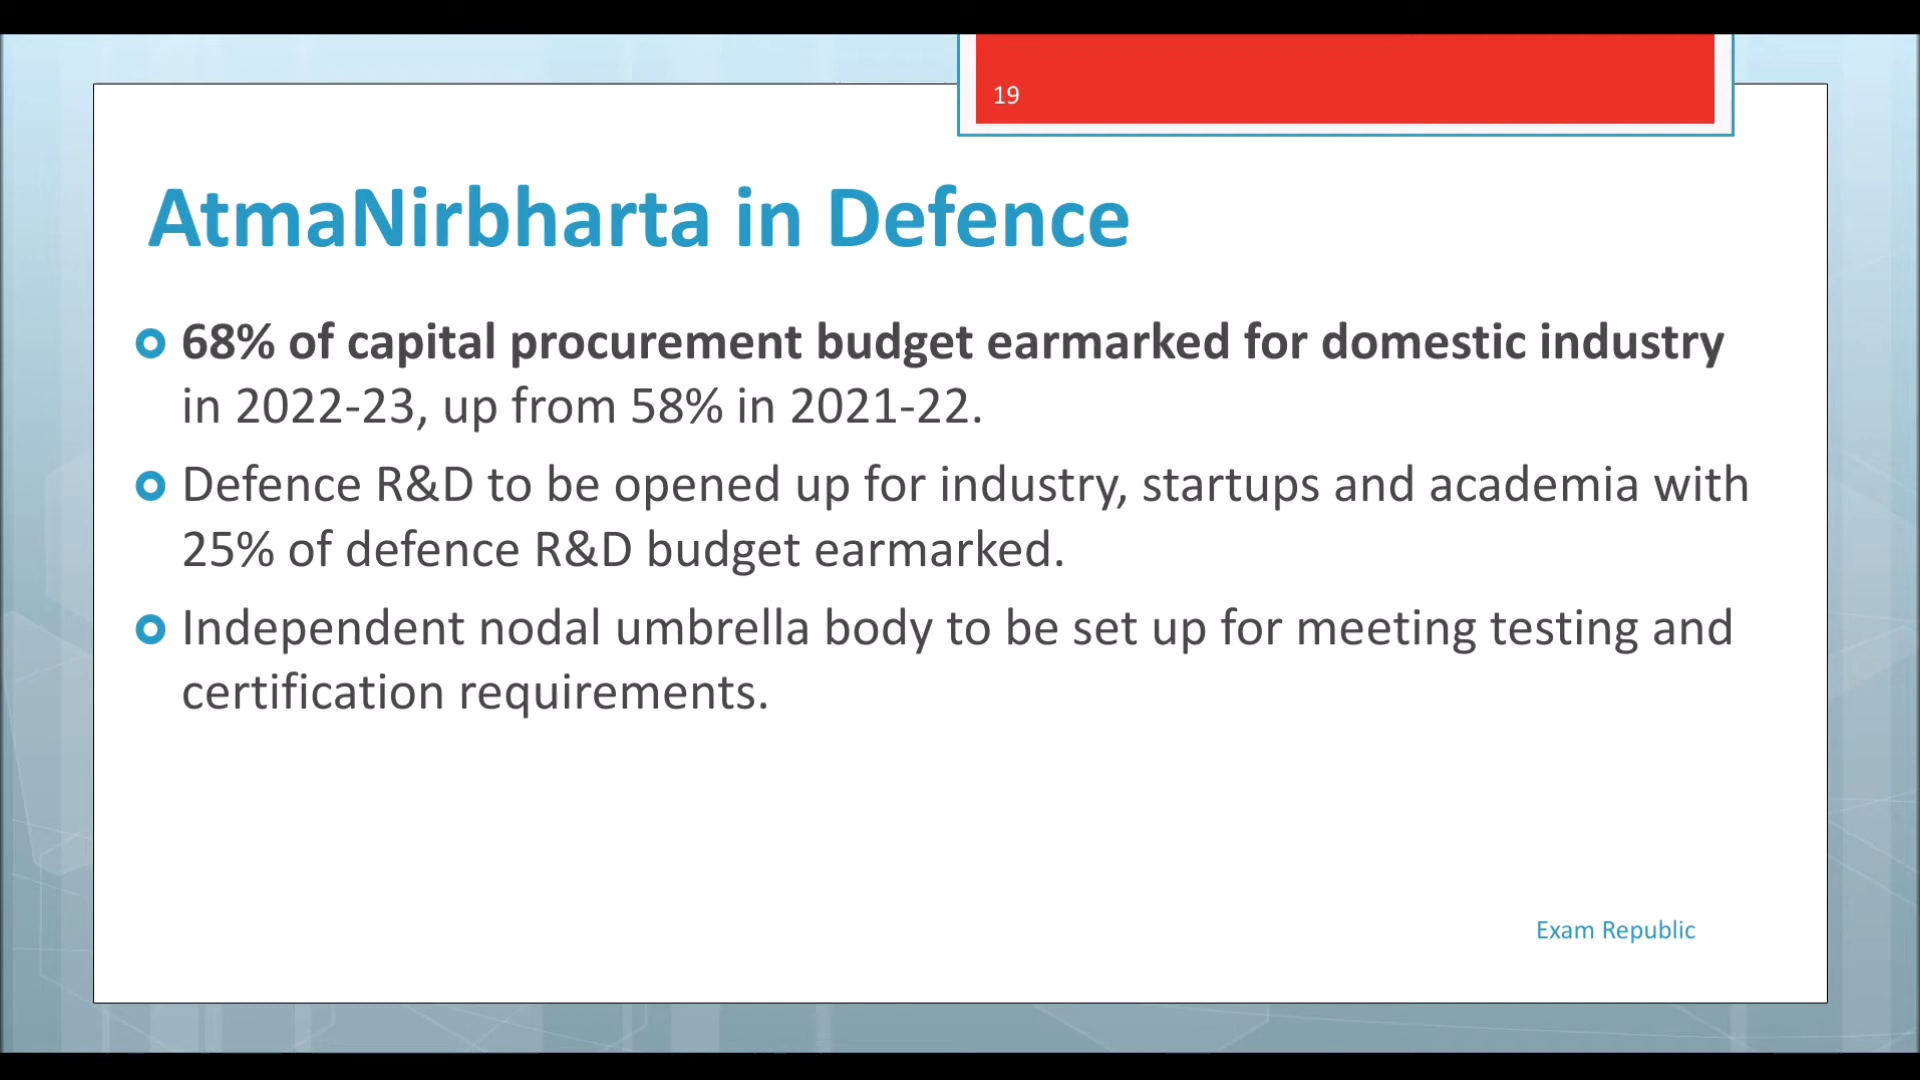 19
AtmaNirbharta in Defence
68% of capital procurement budget earmarked for domestic industry
in 2022-23, up from 58% in 2021-22.
Defence R&D to be opened up for industry, startups and academia with
25% of defence R&D budget earmarked.
Independent nodal umbrella body to be set up for meeting testing and
certification requirements.
Exam Republic